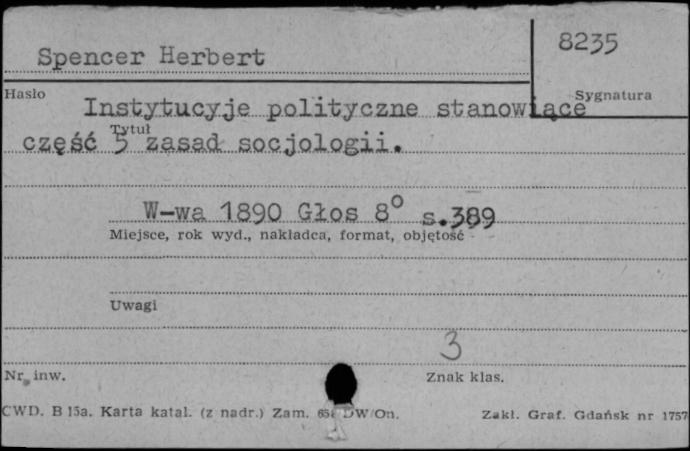 Spencer Herbert
8235
Hasło
Sygnatura
Instytucyje polityczne stanowiące
Tytuł
część 5 zasad socjologii.
W-wa 1890 Głos 8° s.389
Miejsce, rok wyd., nakładca, format, objętość
Uwagi
3
Nr inw.
Znak klas.
CWD. B 15a. Karta katal. (z nadr.) Zam. DW/On.
Zakł. Graf. Gdańsk nr 1757